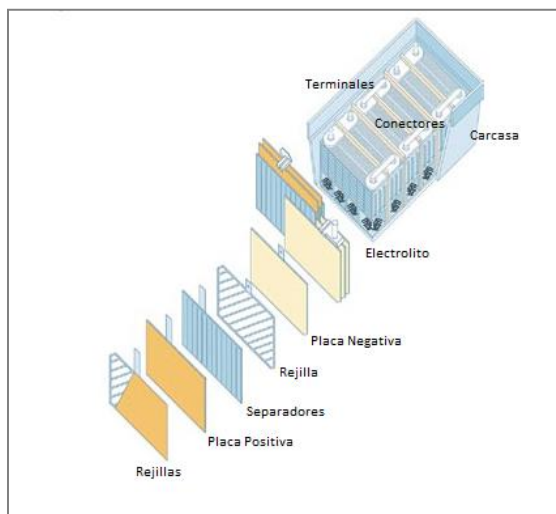 Terminales
Conectores
Carcasa
Electrolito
Placa Negativa
Rejilla
Separadores
Placa Positiva
Rejillas